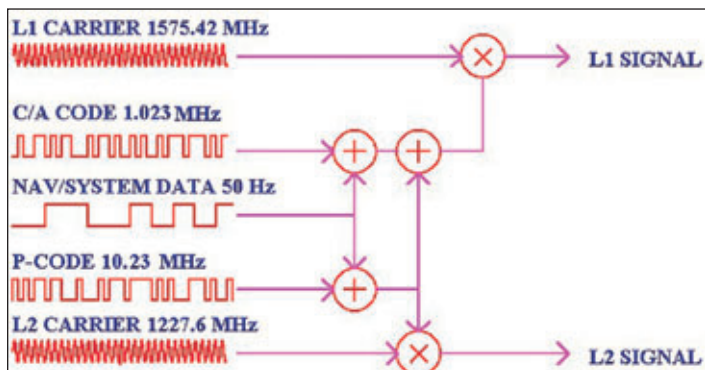 L1 CARRIER 1575.42 MHz
L1 SIGNAL
C/A CODE 1.023 MHz
NAV/SYSTEM DATA 50 Hz
P-CODE 10.23 MHz
L2 CARRIER 1227.6 MHz
L2 SIGNAL